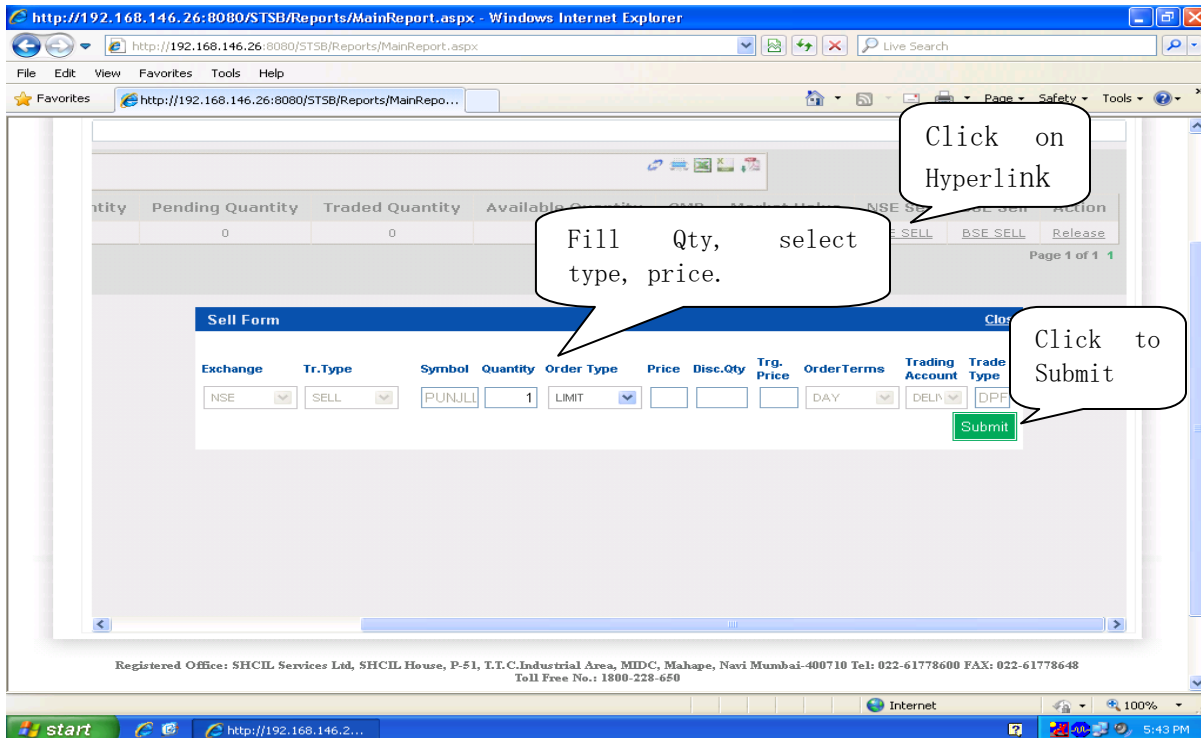 http://192.168.146.26:8080/STSB/Reports/MainReport.aspx - Windows Internet Explorer
http://192.168.146.26:8080/STSB/Reports/MainReport.aspx
Live Search
File Edit View Favorites Tools Help
Favorites
http://192.168.146.26:8080/STSB/Reports/MainRepo...
Page Safety Tools
Click on
Hyperlink
ntity Pending Quantity Traded Quantity Action
0 0 SELL BSE SELL Release
Page 1 of 1 1
Fill Qty, select
type, price.
Sell Form
Click to
Submit
Exchange Tr.Type Symbol Quantity Order Type Price Disc.Qty Trg. Price OrderTerms Trading Account Trade Type
NSE SELL PUNJLL 1 LIMIT DAY DELIV DPF
Submit
Registered Office: SHCIL Services Ltd, SHCIL House, P-51, T.T.C.Industrial Area, MIDC, Mahape, Navi Mumbai-400710 Tel: 022-61778600 FAX: 022-61778648
Toll Free No.: 1800-228-650
Internet 100%
start http://192.168.146.2... 5:43 PM